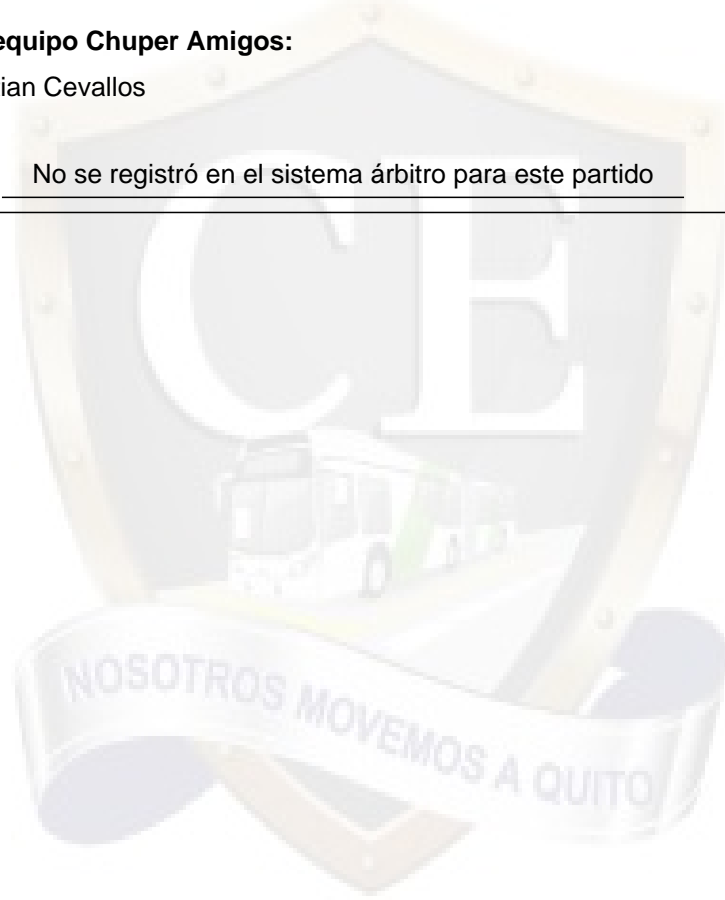 equipo Chuper Amigos:
ian Cevallos
No se registró en el sistema árbitro para este partido
CE
NOSOTROS MOVEMOS A QUITO